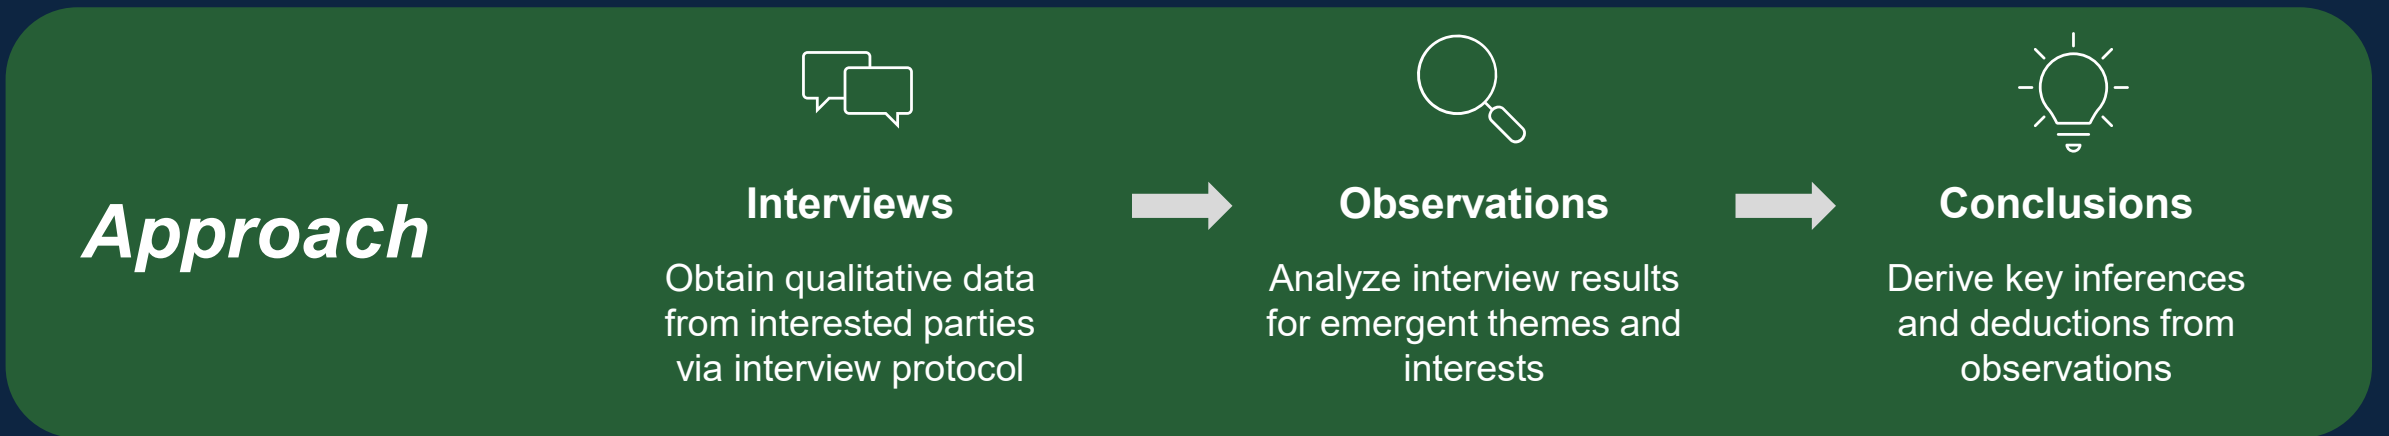 Approach
Interviews
Obtain qualitative data
from interested parties
via interview protocol
Observations
Analyze interview results
for emergent themes and
interests
Conclusions
Derive key inferences
and deductions from
observations